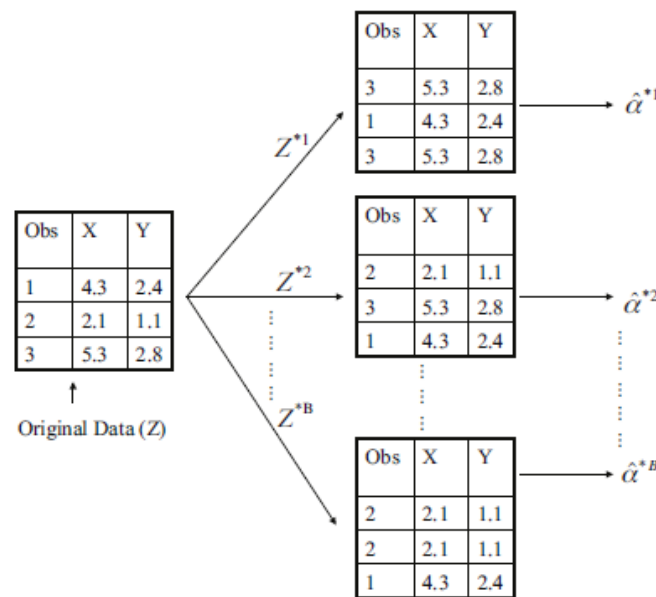 Obs X Y
3 5.3 2.8
1 4.3 2.4
3 5.3 2.8
α̂*1
Z*1
Obs X Y
1 4.3 2.4
2 2.1 1.1
3 5.3 2.8
Original Data (Z)
Z*2
Obs X Y
2 2.1 1.1
3 5.3 2.8
1 4.3 2.4
α̂*2
Z*B
Obs X Y
2 2.1 1.1
2 2.1 1.1
1 4.3 2.4
α̂*B